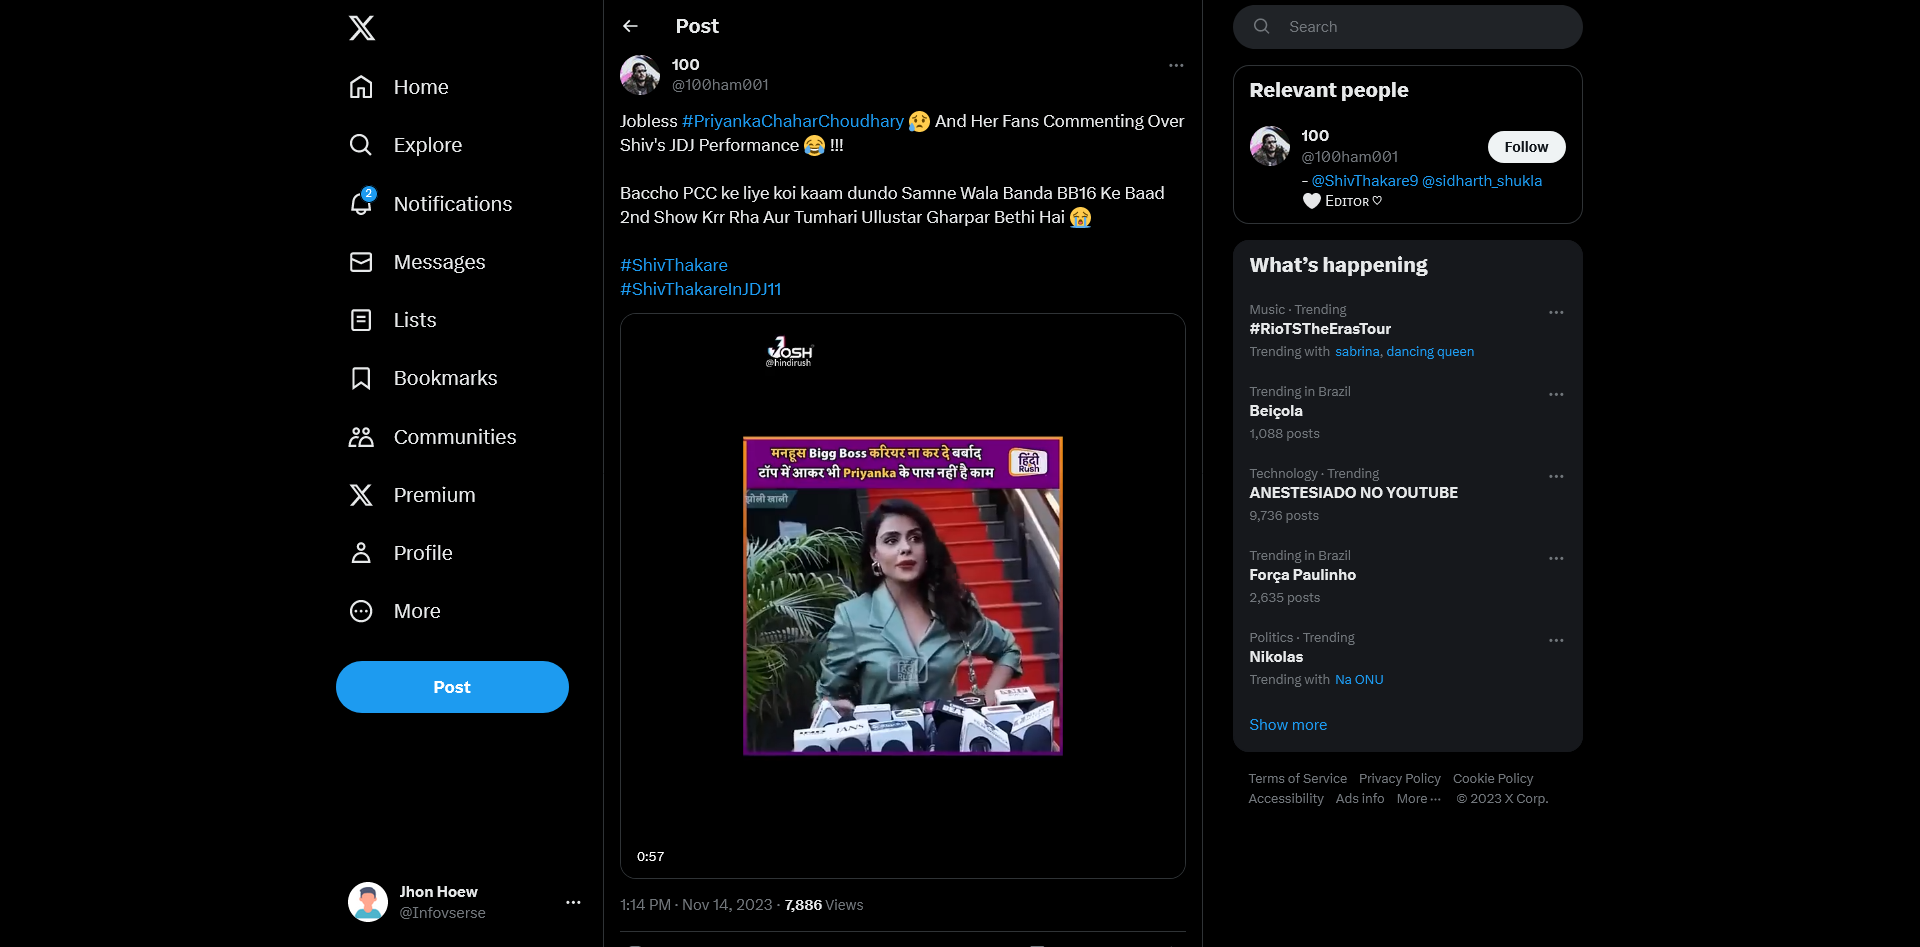 Home
Explore
2
Notifications
Messages
Lists
Bookmarks
Communities
Premium
Profile
More
Post
Jhon Hoew
@Infovserse
Post
100
@100ham001
Jobless #PriyankaChaharChoudhary 😥 And Her Fans Commenting Over
Shiv's JDJ Performance 😂 !!!
Baccho PCC ke liye koi kaam dundo Samne Wala Banda BB16 Ke Baad
2nd Show Krr Rha Aur Tumhari Ullustar Gharpar Bethi Hai 😭
#ShivThakare
#ShivThakareInJDJ11
JOSH
@hindirush
मनहूस Bigg Boss करियर ना कर दे बर्बाद
टॉप में आकर भी Priyanka के पास नहीं है काम
हिंदी
Rush
झोली खाली
हिंदी
Rush
IANS
0:57
1:14 PM · Nov 14, 2023 · 7,886 Views
Search
Relevant people
100
@100ham001
Follow
- @ShivThakare9 @sidharth_shukla
🤍 Eᴅɪᴛᴏʀ ♡
What’s happening
Music · Trending
#RioTSTheErasTour
Trending with sabrina, dancing queen
Trending in Brazil
Beiçola
1,088 posts
Technology · Trending
ANESTESIADO NO YOUTUBE
9,736 posts
Trending in Brazil
Força Paulinho
2,635 posts
Politics · Trending
Nikolas
Trending with Na ONU
Show more
Terms of Service Privacy Policy Cookie Policy
Accessibility Ads info More ··· © 2023 X Corp.